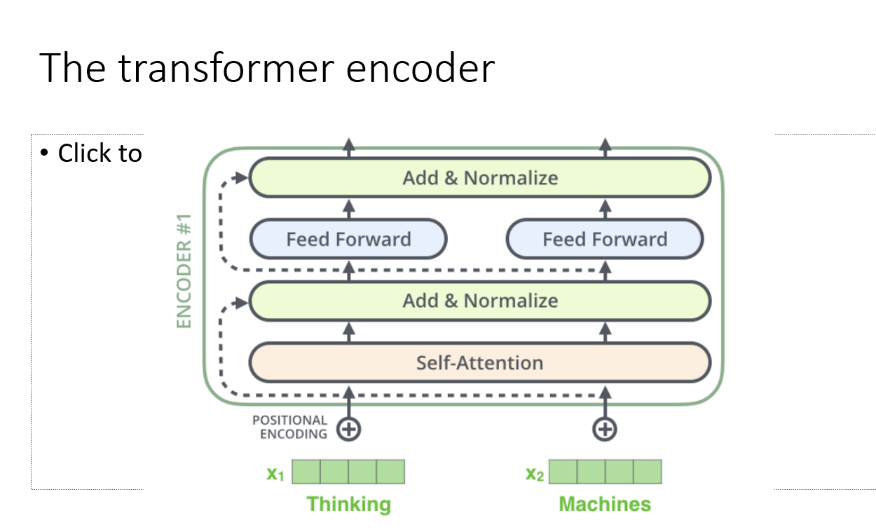 The transformer encoder
• Click to
ENCODER #1
Add & Normalize
Feed Forward Feed Forward
Add & Normalize
Self-Attention
POSITIONAL
ENCODING
x1 x2
Thinking Machines